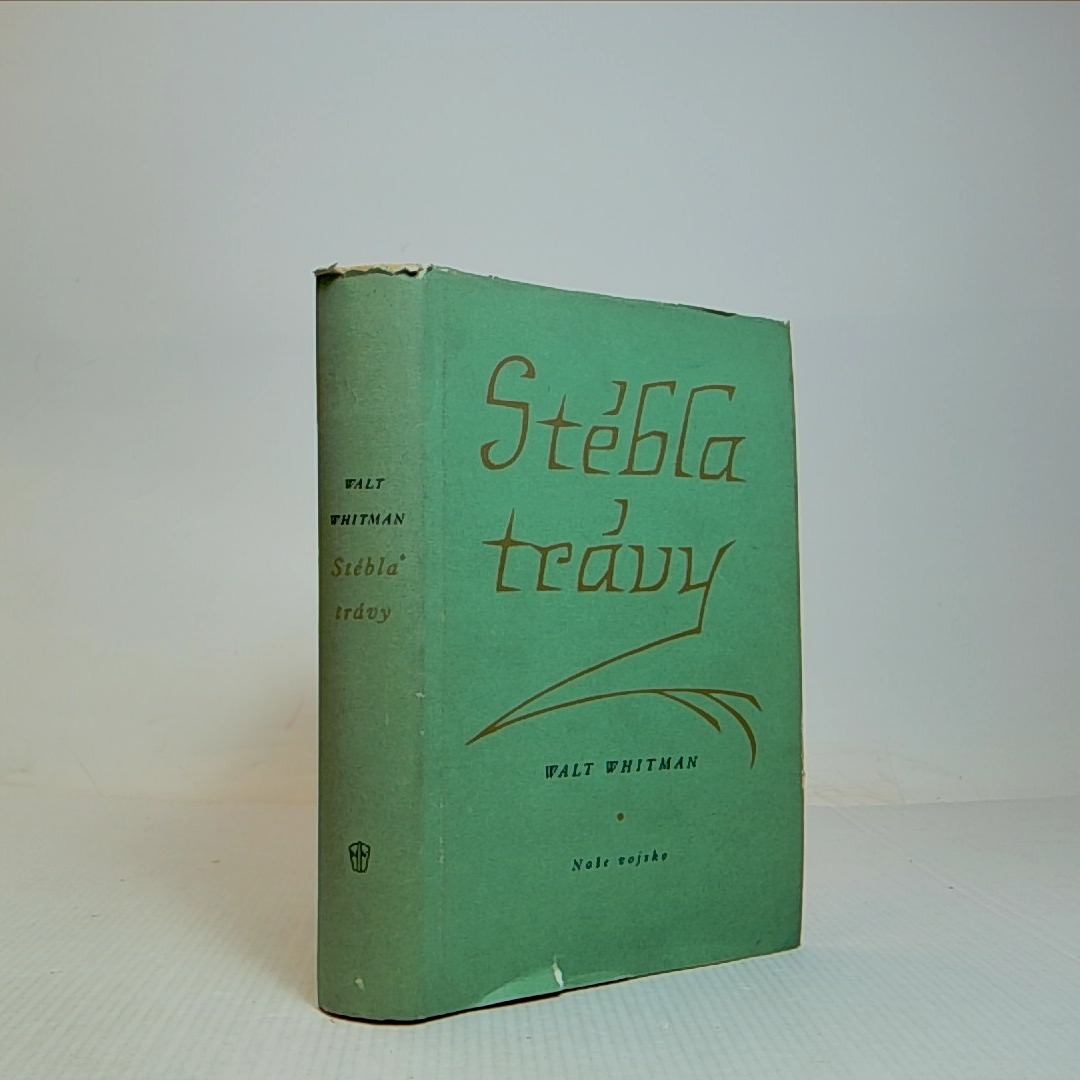 WALT
WHITMAN
Stébla
trávy
Stébla
trávy
WALT WHITMAN
Naše vojsko